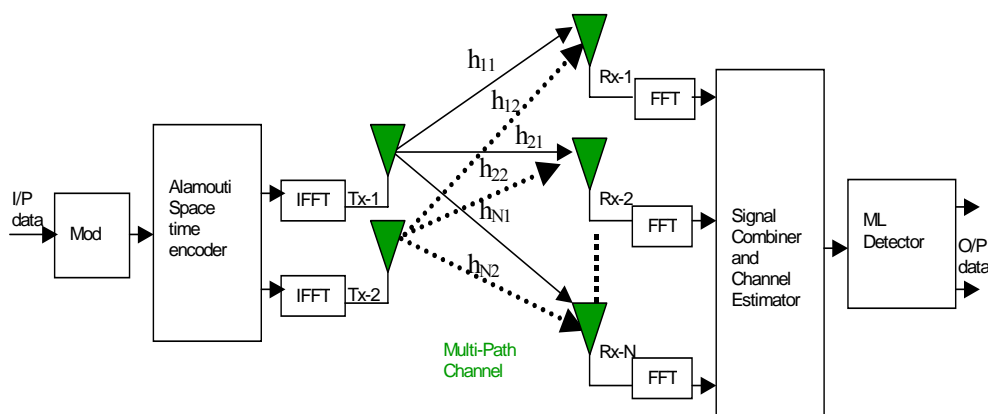 I/P
data
Mod
Alamouti
Space
time
encoder
IFFT
Tx-1
IFFT
Tx-2
h11
h12
h21
h22
hN1
hN2
Multi-Path
Channel
Rx-1
FFT
Rx-2
FFT
Rx-N
FFT
Signal
Combiner
and
Channel
Estimator
ML
Detector
O/P
data